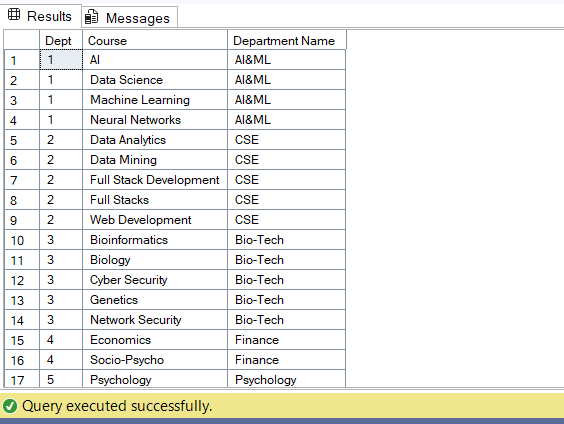 Results Messages
Dept Course Department Name
1 1 AI AI&ML
2 1 Data Science AI&ML
3 1 Machine Learning AI&ML
4 1 Neural Networks AI&ML
5 2 Data Analytics CSE
6 2 Data Mining CSE
7 2 Full Stack Development CSE
8 2 Full Stacks CSE
9 2 Web Development CSE
10 3 Bioinformatics Bio-Tech
11 3 Biology Bio-Tech
12 3 Cyber Security Bio-Tech
13 3 Genetics Bio-Tech
14 3 Network Security Bio-Tech
15 4 Economics Finance
16 4 Socio-Psycho Finance
17 5 Psychology Psychology
Query executed successfully.